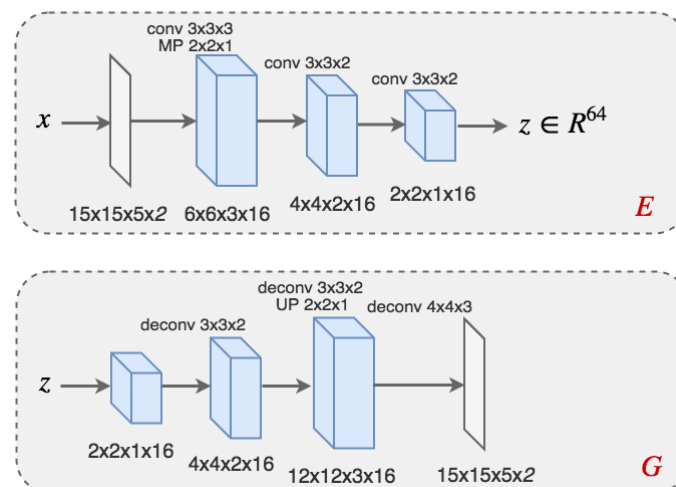 conv 3x3x3
MP 2x2x1
conv 3x3x2
conv 3x3x2
x
z ∈ R^64
15x15x5x2
6x6x3x16
4x4x2x16
2x2x1x16
E
deconv 3x3x2
UP 2x2x1
deconv 4x4x3
deconv 3x3x2
z
2x2x1x16
4x4x2x16
12x12x3x16
15x15x5x2
G